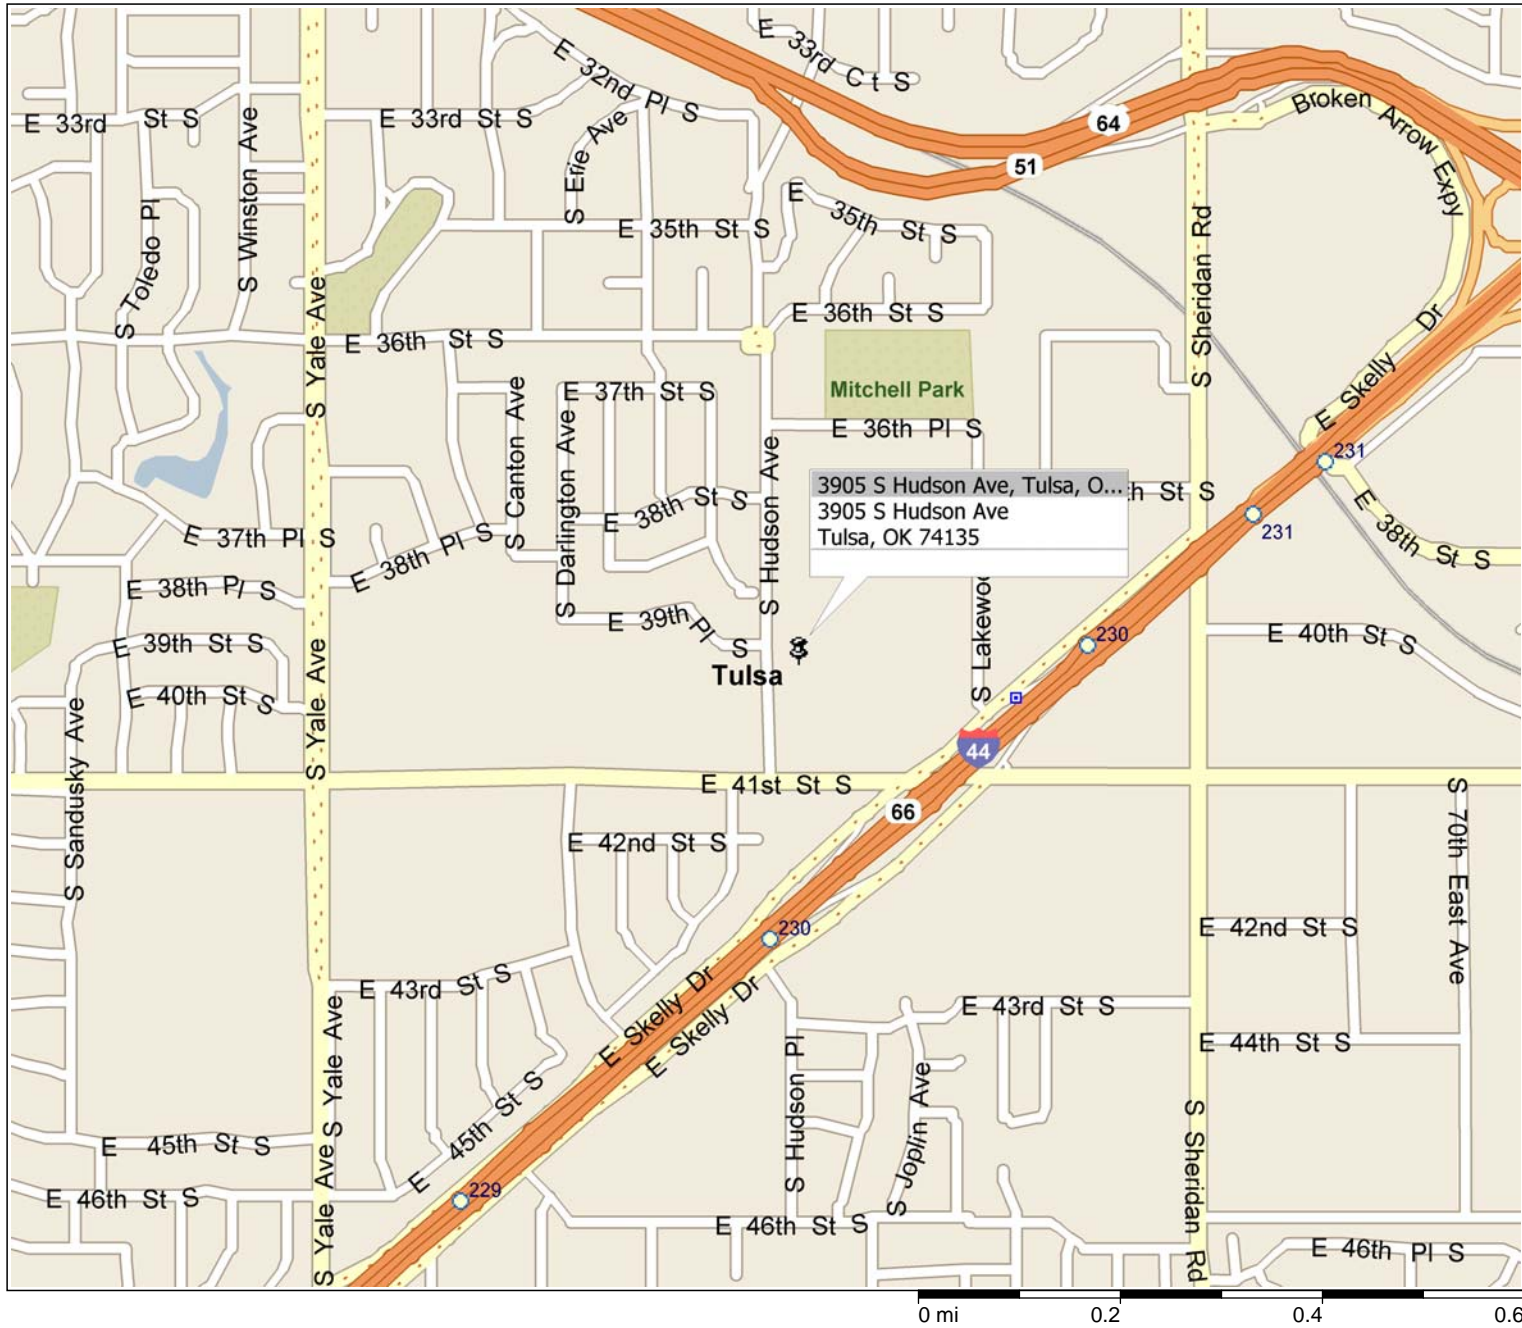 E 33rd Ct S
E 32nd Pl S
64
Broken Arrow Expy
E 33rd St S
E 33rd St S
51
S Erie Ave
S Winston Ave
S Toledo Pl
E 35th St S
E 35th St S
S Sheridan Rd
S Yale Ave
E 36th St S
E 36th St S
E Skelly Dr
Mitchell Park
E 37th St S
E 36th Pl S
S Canton Ave
S Darlington Ave
S Hudson Ave
231
3905 S Hudson Ave, Tulsa, O...
3905 S Hudson Ave
Tulsa, OK 74135
h St S
E 38th St S
231
E 38th St S
E 37th Pl S
E 38th Pl S
E 38th Pl S
E 39th Pl S
S Lakewoo
230
E 40th St S
E 39th St S
Tulsa
E 40th St S
S Yale Ave
S Sandusky Ave
44
E 41st St S
66
S 70th East Ave
E 42nd St S
230
E 42nd St S
E 43rd St S
E Skelly Dr
E Skelly Dr
E 43rd St S
S Yale Ave
E 44th St S
S Hudson Pl
S Joplin Ave
E 45th St S
E 45th St S
S Sheridan Rd
S Yale Ave
229
E 46th St S
E 46th St S
E 46th Pl S
0 mi 0.2 0.4 0.6